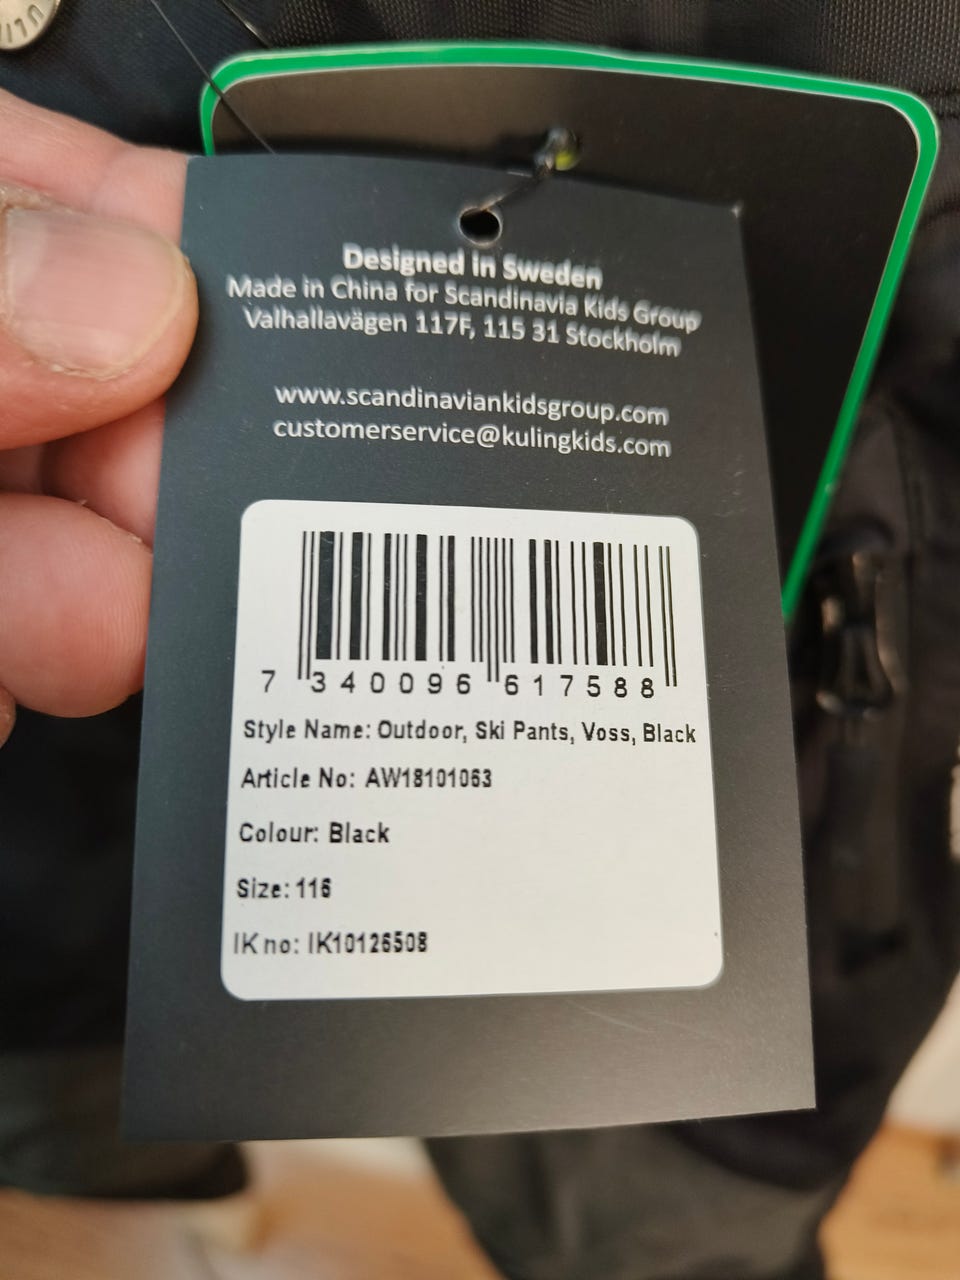 Designed in Sweden
Made in China for Scandinavia Kids Group
Valhallavägen 117F, 115 31 Stockholm
www.scandinaviankidsgroup.com
customerservice@kulingkids.com
7 340096 617588
Style Name: Outdoor, Ski Pants, Voss, Black
Article No: AW18101063
Colour: Black
Size: 116
IK no: IK10126508